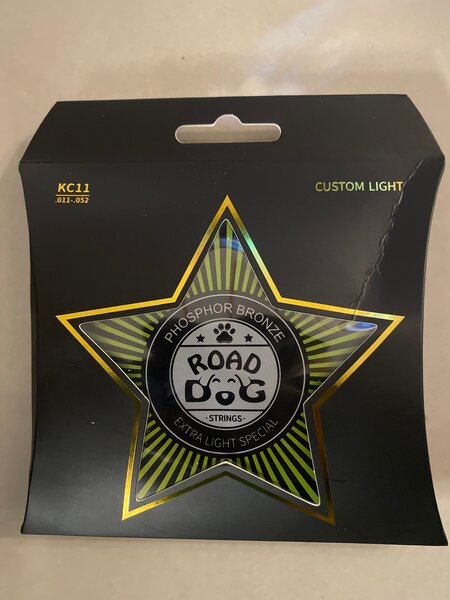 KC11
.011-.052
CUSTOM LIGHT
PHOSPHOR BRONZE
ROAD
DOG
·STRINGS·
EXTRA LIGHT SPECIAL